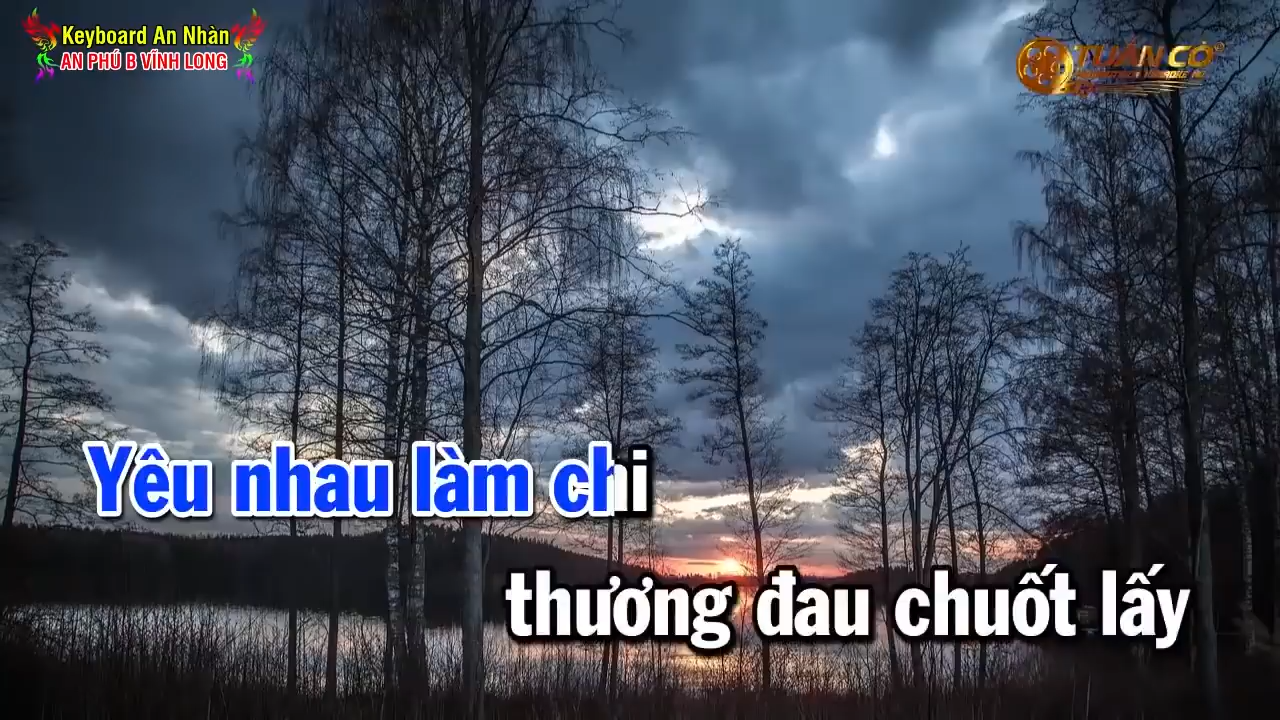 Keyboard An Nhàn
AN PHÚ B VĨNH LONG
TUẤN CÒ
Yêu nhau làm chi
thương đau chuốt lấy